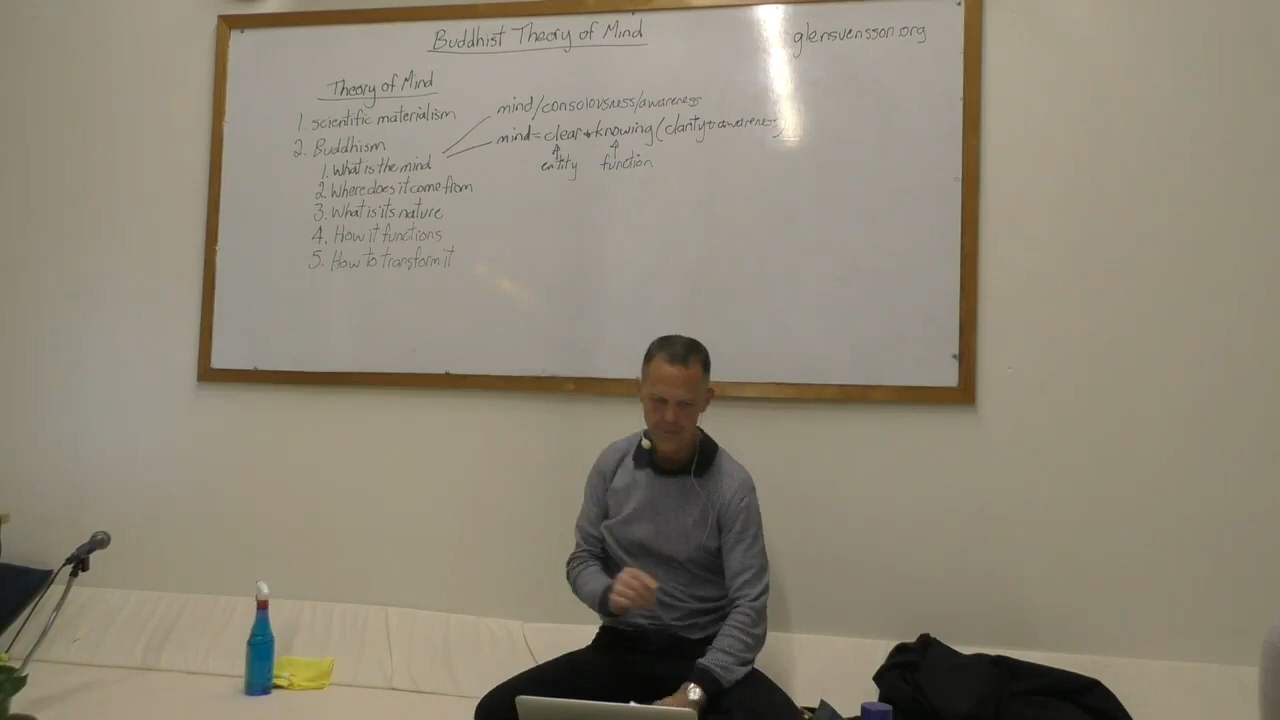 Buddhist Theory of Mind
glensvensson.org
Theory of Mind
1. scientific materialism
2. Buddhism
1. What is the mind
2. Where does it come from
3. What is its nature
4. How it functions
5. How to transform it
mind/consciousness/awareness
mind = clear + knowing (clarity + awareness)
entity function